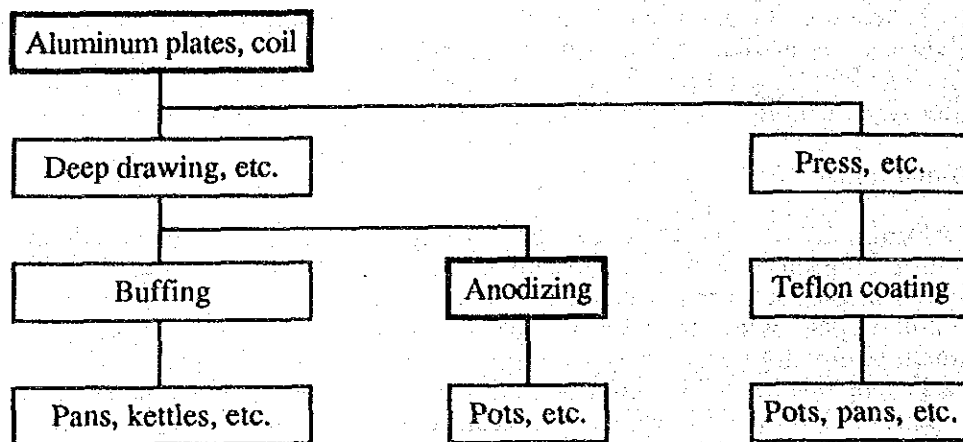 Aluminum plates, coil
Deep drawing, etc.
Press, etc.
Buffing
Anodizing
Teflon coating
Pans, kettles, etc.
Pots, etc.
Pots, pans, etc.